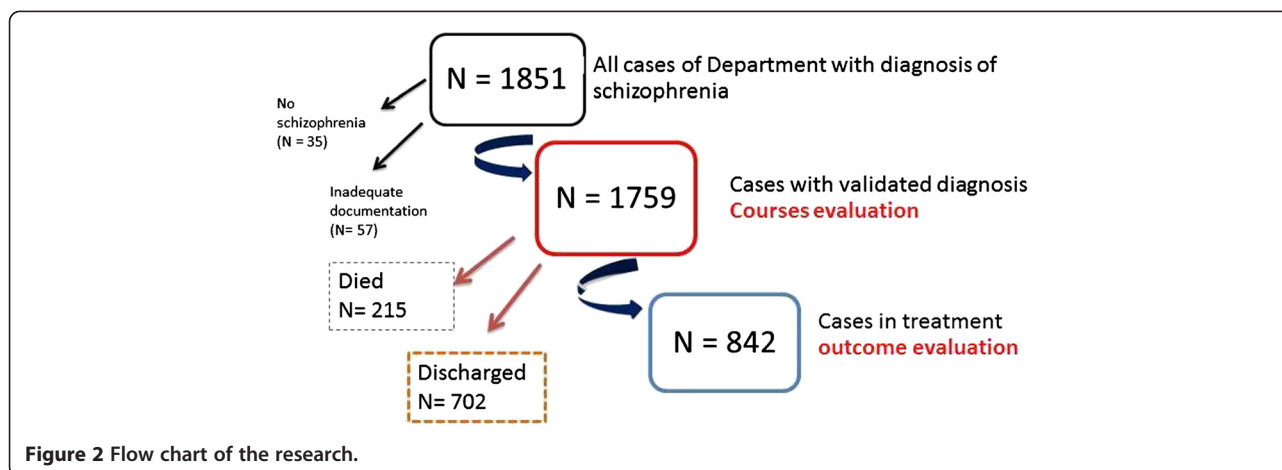 N = 1851
All cases of Department with diagnosis of
schizophrenia
No
schizophrenia
(N = 35)
Inadequate
documentation
(N= 57)
N = 1759
Cases with validated diagnosis
Courses evaluation
Died
N= 215
Discharged
N= 702
N = 842
Cases in treatment
outcome evaluation
Figure 2 Flow chart of the research.